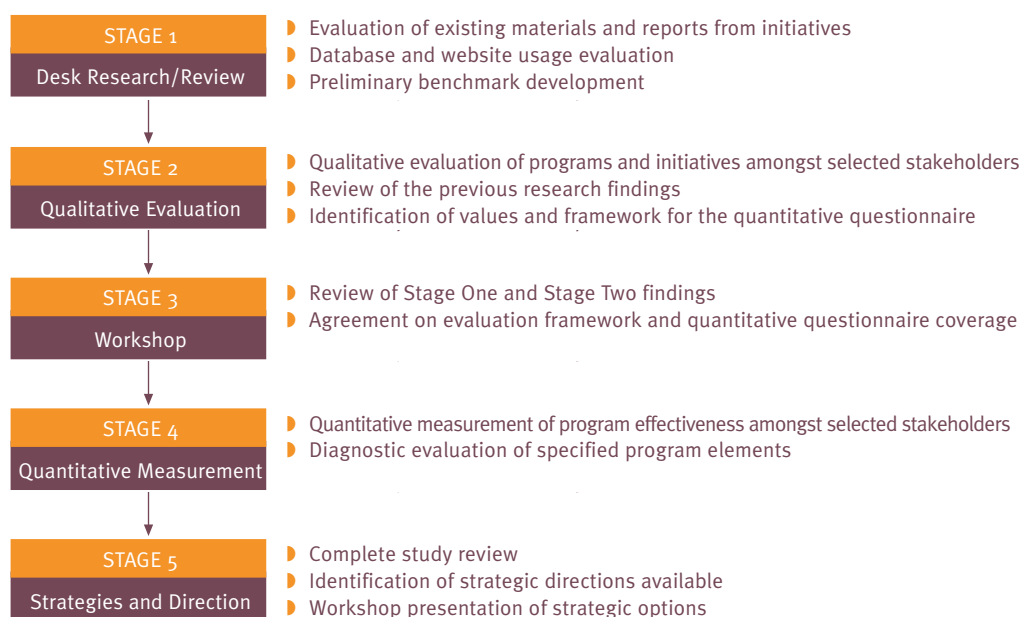 STAGE 1
Desk Research/Review
Evaluation of existing materials and reports from initiatives
Database and website usage evaluation
Preliminary benchmark development
STAGE 2
Qualitative Evaluation
Qualitative evaluation of programs and initiatives amongst selected stakeholders
Review of the previous research findings
Identification of values and framework for the quantitative questionnaire
STAGE 3
Workshop
Review of Stage One and Stage Two findings
Agreement on evaluation framework and quantitative questionnaire coverage
STAGE 4
Quantitative Measurement
Quantitative measurement of program effectiveness amongst selected stakeholders
Diagnostic evaluation of specified program elements
STAGE 5
Strategies and Direction
Complete study review
Identification of strategic directions available
Workshop presentation of strategic options